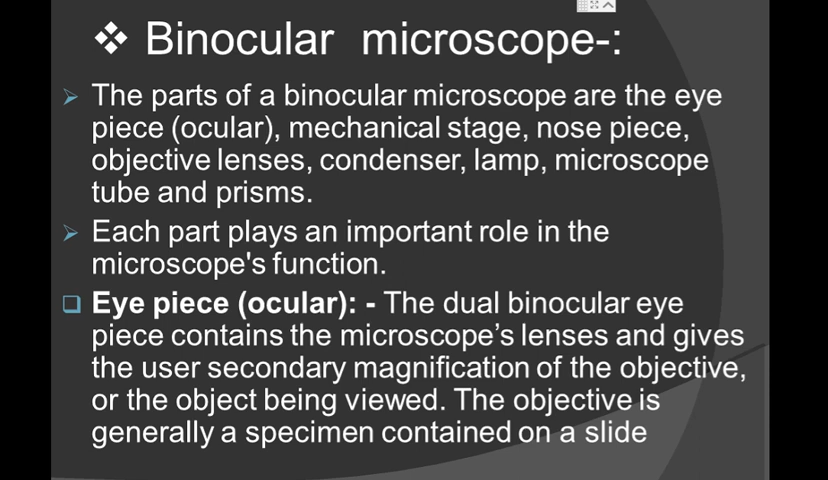 ❖ Binocular microscope-:
➢ The parts of a binocular microscope are the eye
piece (ocular), mechanical stage, nose piece,
objective lenses, condenser, lamp, microscope
tube and prisms.
➢ Each part plays an important role in the
microscope's function.
❑ Eye piece (ocular): - The dual binocular eye
piece contains the microscope’s lenses and gives
the user secondary magnification of the objective,
or the object being viewed. The objective is
generally a specimen contained on a slide